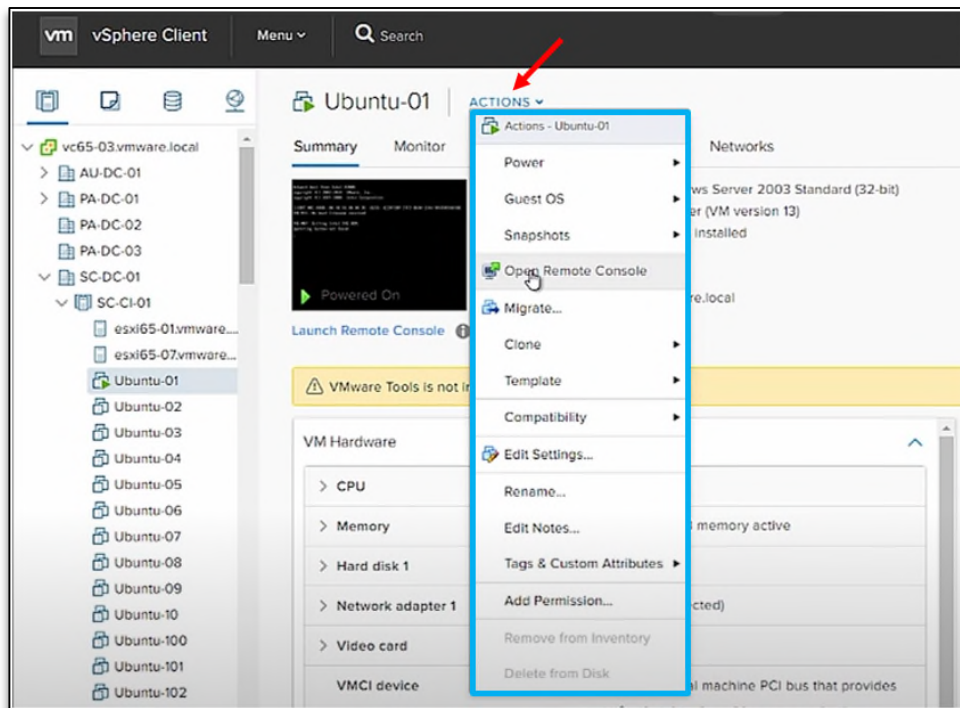 vm vSphere Client Menu Search
Ubuntu-01 ACTIONS
vc65-03.vmware.local
AU-DC-01
PA-DC-01
PA-DC-02
PA-DC-03
SC-DC-01
SC-Cl-01
esxi65-01.vmware....
esxi65-07.vmware...
Ubuntu-01
Ubuntu-02
Ubuntu-03
Ubuntu-04
Ubuntu-05
Ubuntu-06
Ubuntu-07
Ubuntu-08
Ubuntu-09
Ubuntu-10
Ubuntu-100
Ubuntu-101
Ubuntu-102
Summary Monitor Networks
Powered On
Launch Remote Console
VMware Tools is not in
VM Hardware
CPU
Memory
Hard disk 1
Network adapter 1
Video card
VMCI device
Actions - Ubuntu-01
Power
Guest OS
Snapshots
Open Remote Console
Migrate...
Clone
Template
Compatibility
Edit Settings...
Rename...
Edit Notes...
Tags & Custom Attributes
Add Permission...
Remove from Inventory
Delete from Disk
ws Server 2003 Standard (32-bit)
er (VM version 13)
installed
re.local
memory active
cted)
al machine PCI bus that provides